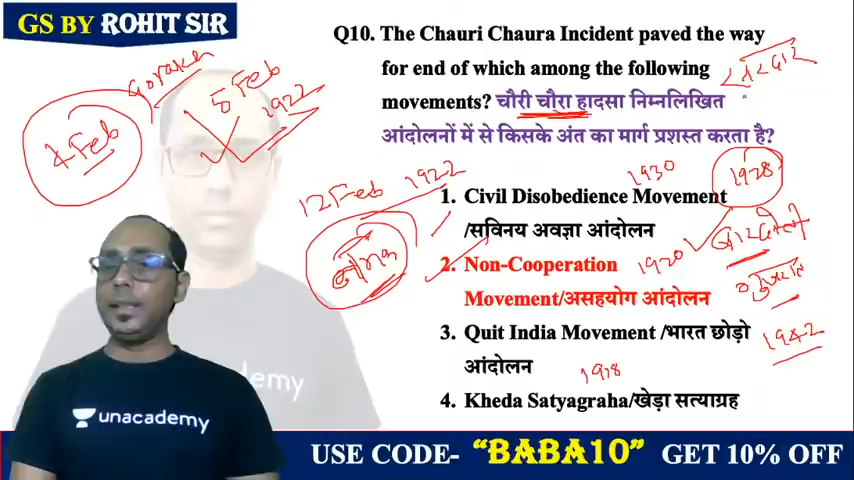 GS BY ROHIT SIR
Q10. The Chauri Chaura Incident paved the way
for end of which among the following
movements? चौरी चौरा हादसा निम्नलिखित
आंदोलनों में से किसके अंत का मार्ग प्रशस्त करता है?
Gorakh
4 Feb
5 Feb
1922
12 Feb 1922
1930
1928
1. Civil Disobedience Movement
/सविनय अवज्ञा आंदोलन
1920
2. Non-Cooperation
Movement/असहयोग आंदोलन
बारदोली
गुजरात
3. Quit India Movement /भारत छोड़ो
आंदोलन
1942
1918
4. Kheda Satyagraha/खेड़ा सत्याग्रह
unacademy
USE CODE- “BABA10” GET 10% OFF